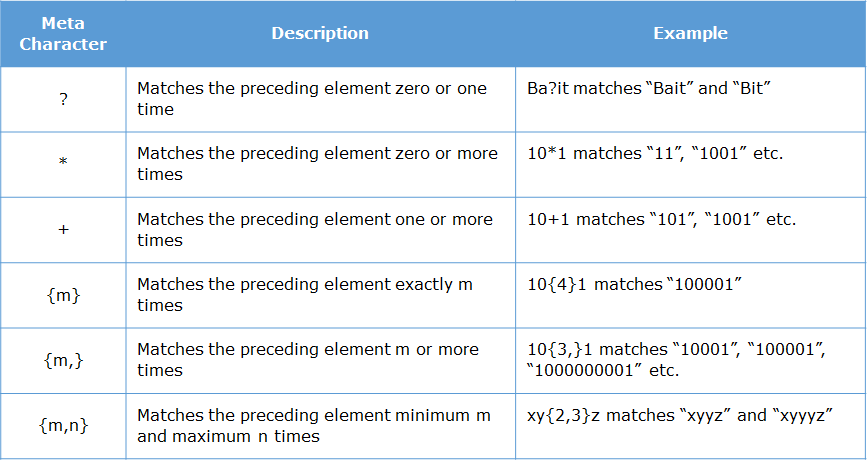 Meta Character Description Example
? Matches the preceding element zero or one time Ba?it matches “Bait” and “Bit”
* Matches the preceding element zero or more times 10*1 matches “11”, “1001” etc.
+ Matches the preceding element one or more times 10+1 matches “101”, “1001” etc.
{m} Matches the preceding element exactly m times 10{4}1 matches “100001”
{m,} Matches the preceding element m or more times 10{3,}1 matches “10001”, “100001”, “1000000001” etc.
{m,n} Matches the preceding element minimum m and maximum n times xy{2,3}z matches “xyyz” and “xyyyz”